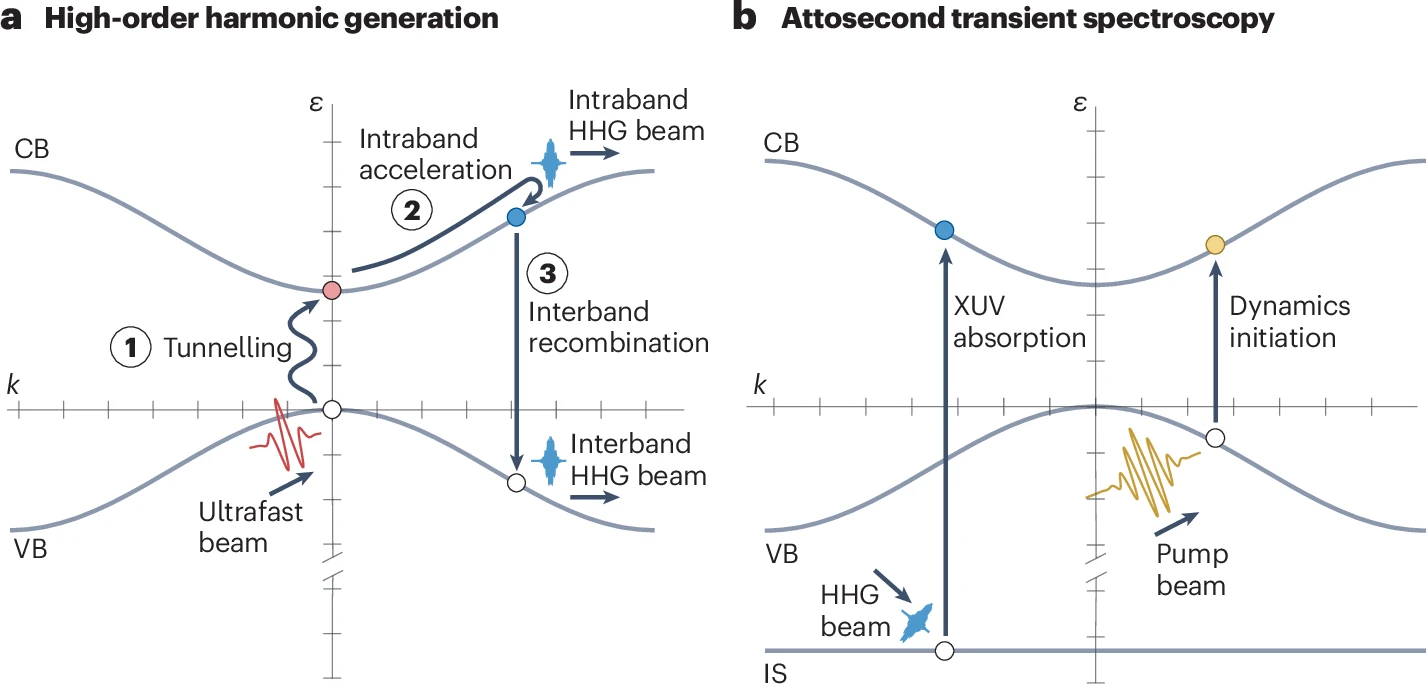 a High-order harmonic generation
ε
CB
Intraband
acceleration
2
Intraband
HHG beam
3
Interband
recombination
1 Tunnelling
k
Interband
HHG beam
Ultrafast
beam
VB
b Attosecond transient spectroscopy
ε
CB
XUV
absorption
Dynamics
initiation
k
VB
Pump
beam
HHG
beam
IS